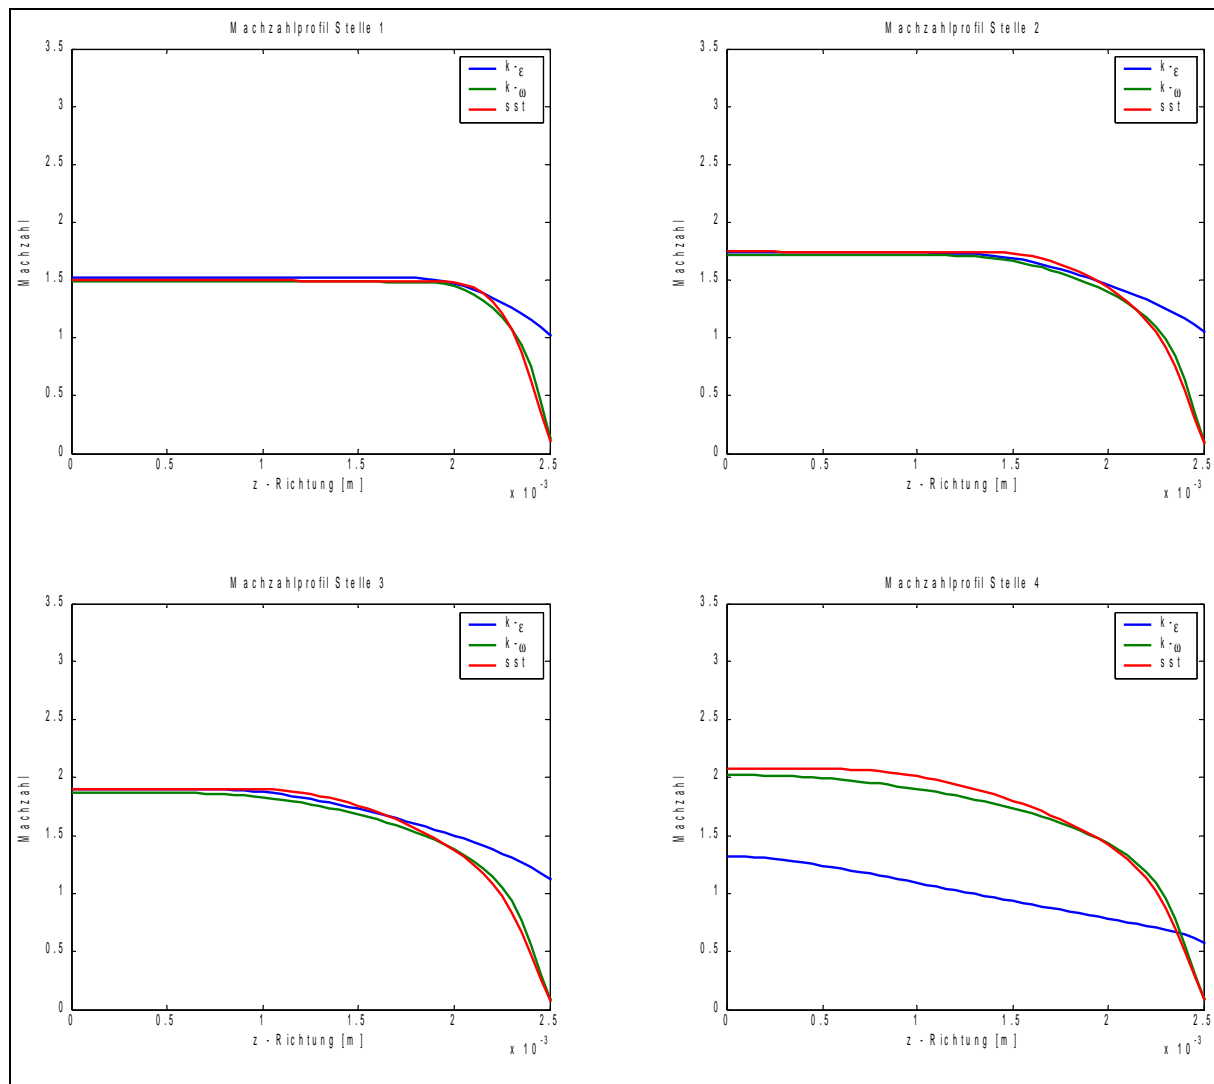 Machzahlprofil Stelle 1
3.5
3
2.5
2
1.5
1
0.5
0
Machzahl
k-ε
k-ω
sst
0 0.5 1 1.5 2 2.5
z - Richtung [m]
x 10-3
Machzahlprofil Stelle 2
3.5
3
2.5
2
1.5
1
0.5
0
Machzahl
k-ε
k-ω
sst
0 0.5 1 1.5 2 2.5
z - Richtung [m]
x 10-3
Machzahlprofil Stelle 3
3.5
3
2.5
2
1.5
1
0.5
0
Machzahl
k-ε
k-ω
sst
0 0.5 1 1.5 2 2.5
z - Richtung [m]
x 10-3
Machzahlprofil Stelle 4
3.5
3
2.5
2
1.5
1
0.5
0
Machzahl
k-ε
k-ω
sst
0 0.5 1 1.5 2 2.5
z - Richtung [m]
x 10-3